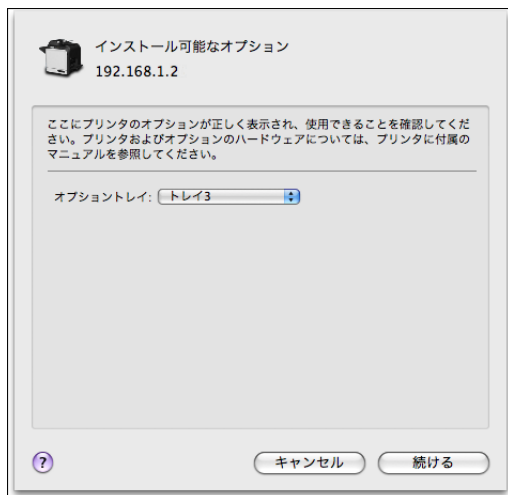 インストール可能なオプション
192.168.1.2
ここにプリンタのオプションが正しく表示され、使用できることを確認してくだ
さい。プリンタおよびオプションのハードウェアについては、プリンタに付属の
マニュアルを参照してください。
オプショントレイ: トレイ3
? キャンセル 続ける